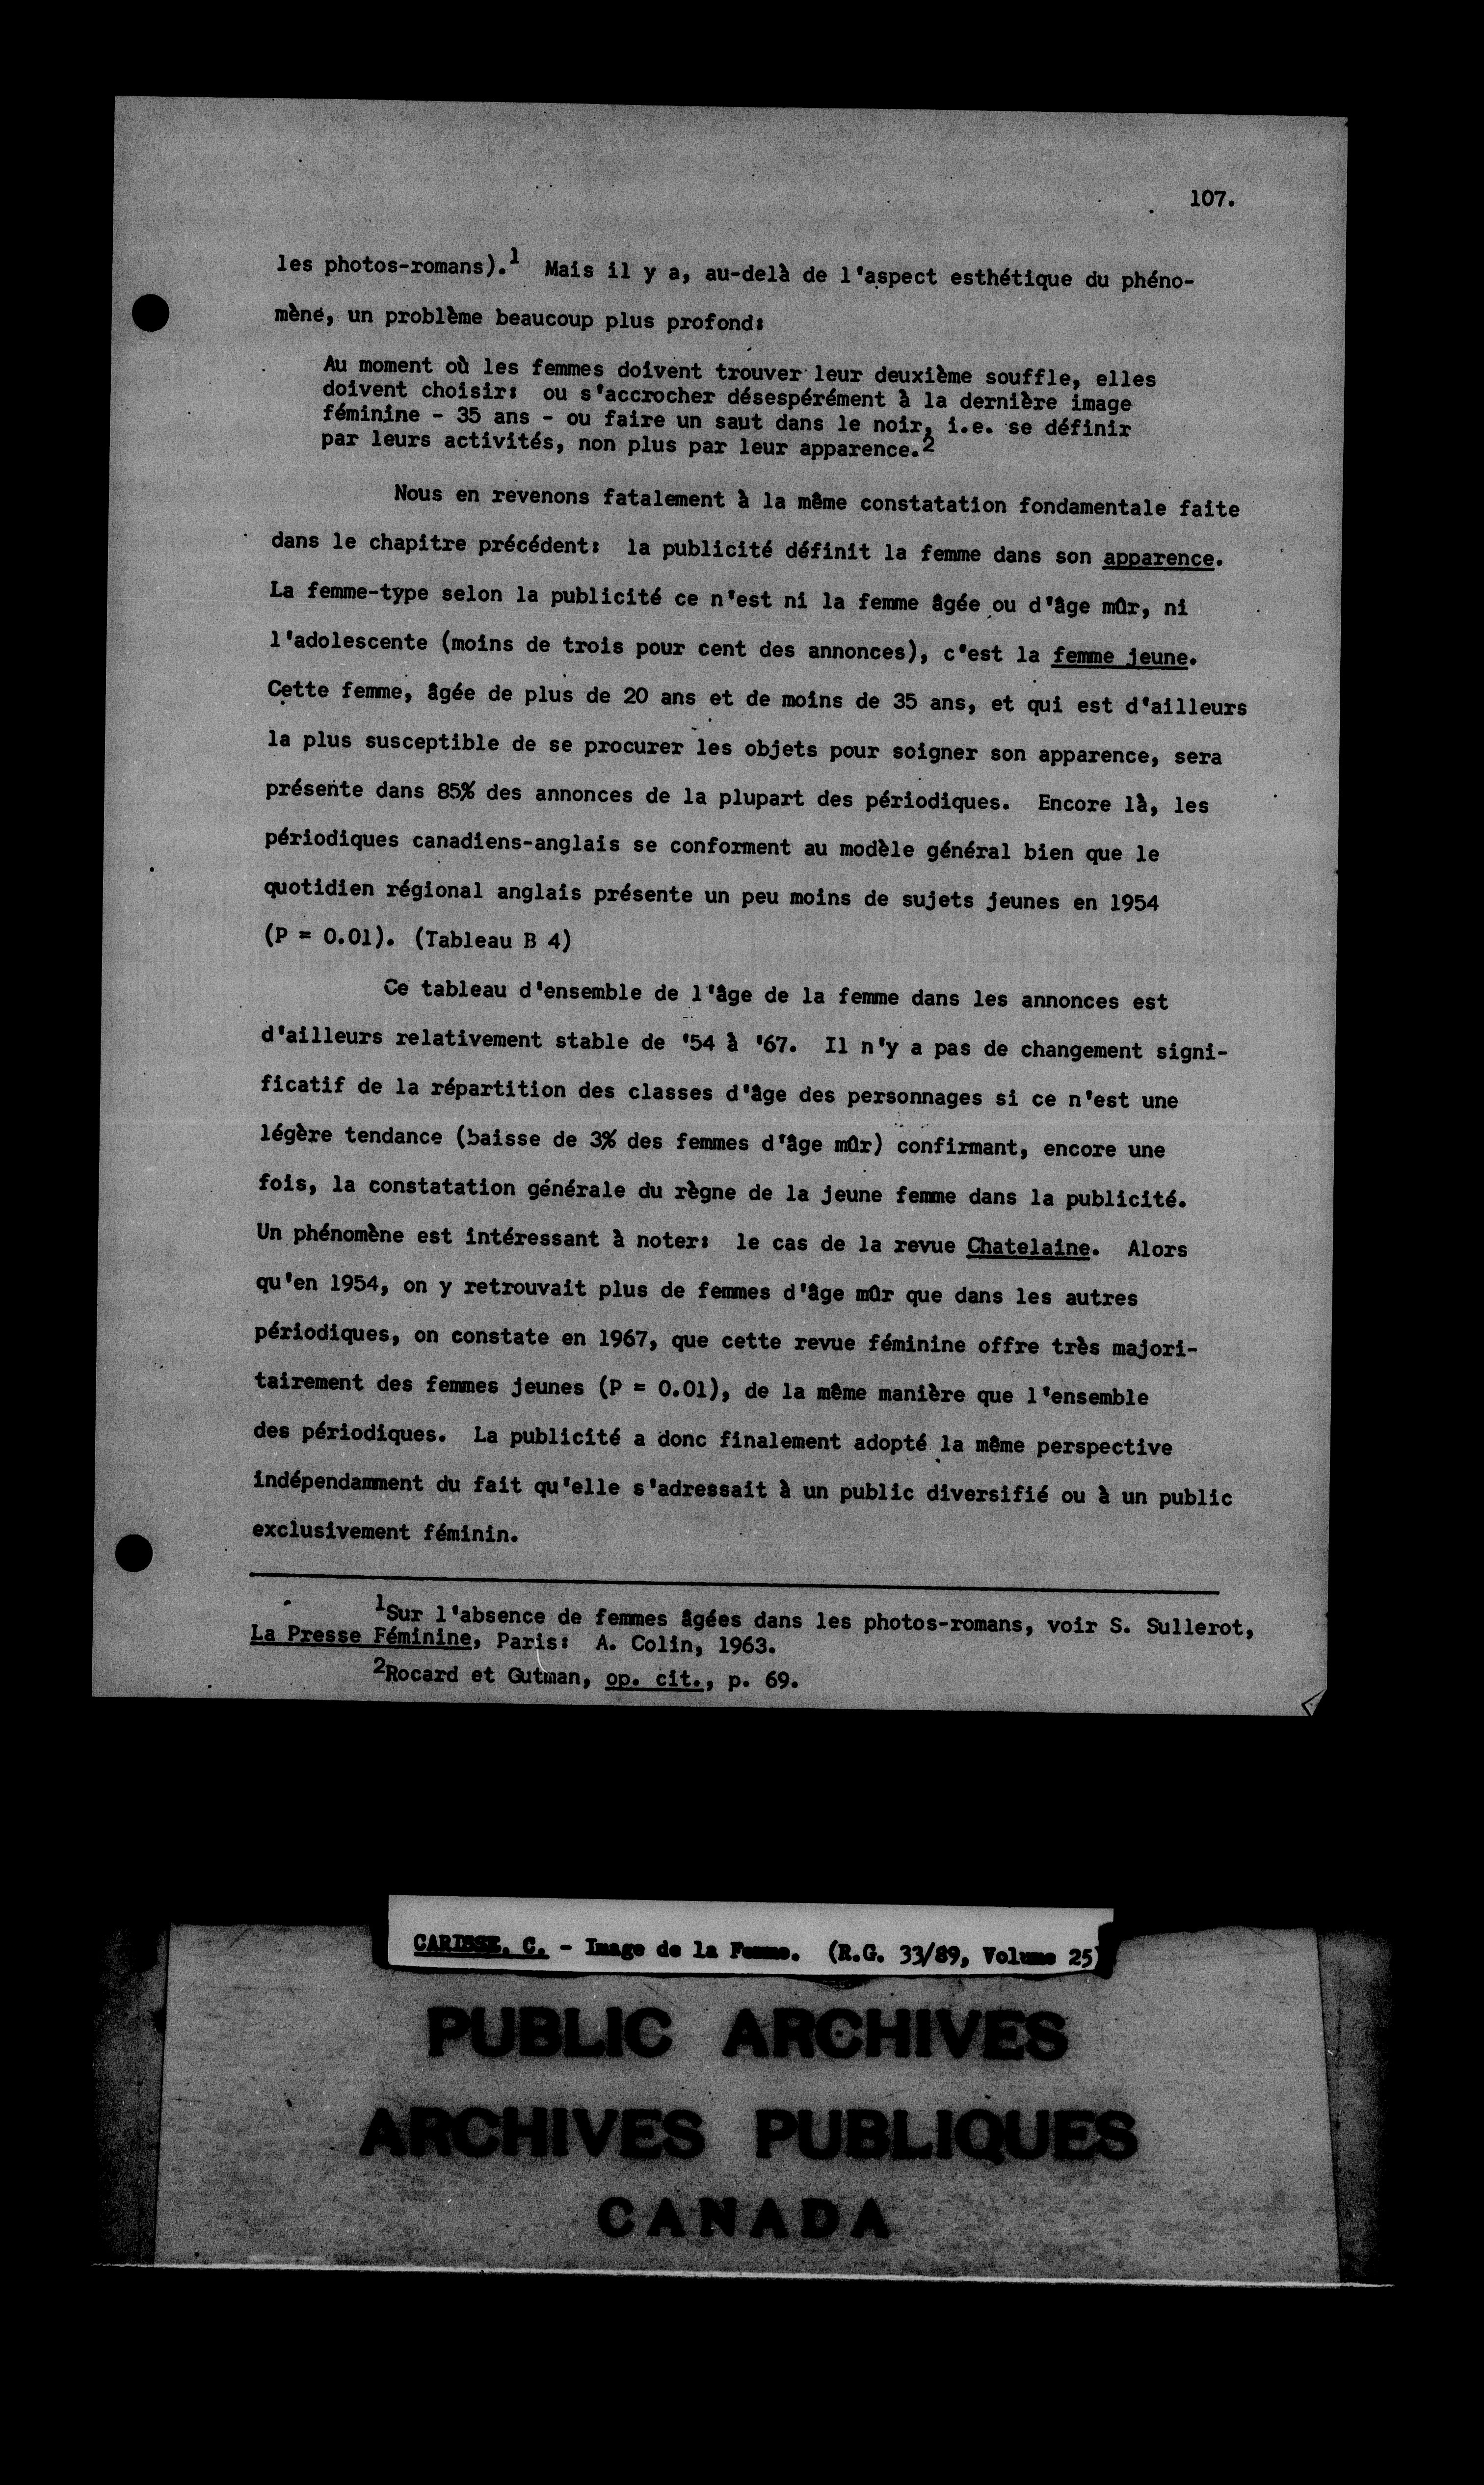 107.
les photos-romans).1 Mais il y a, au-delà de l'aspect esthétique du phéno-
mène, un problème beaucoup plus profond:
Au moment où les femmes doivent trouver leur deuxième souffle, elles
doivent choisir: ou s'accrocher désespérément à la dernière image
féminine - 35 ans - ou faire un saut dans le noir, i.e. se définir
par leurs activités, non plus par leur apparence.2
Nous en revenons fatalement à la même constatation fondamentale faite
dans le chapitre précédent: la publicité définit la femme dans son apparence.
La femme-type selon la publicité ce n'est ni la femme âgée ou d'âge mûr, ni
l'adolescente (moins de trois pour cent des annonces), c'est la femme jeune.
Cette femme, âgée de plus de 20 ans et de moins de 35 ans, et qui est d'ailleurs
la plus susceptible de se procurer les objets pour soigner son apparence, sera
présente dans 85% des annonces de la plupart des périodiques. Encore là, les
périodiques canadiens-anglais se conforment au modèle général bien que le
quotidien régional anglais présente un peu moins de sujets jeunes en 1954
(P = 0.01). (Tableau B 4)
Ce tableau d'ensemble de l'âge de la femme dans les annonces est
d'ailleurs relativement stable de '54 à '67. Il n'y a pas de changement signi-
ficatif de la répartition des classes d'âge des personnages si ce n'est une
légère tendance (baisse de 3% des femmes d'âge mûr) confirmant, encore une
fois, la constatation générale du règne de la jeune femme dans la publicité.
Un phénomène est intéressant à noter: le cas de la revue Chatelaine. Alors
qu'en 1954, on y retrouvait plus de femmes d'âge mûr que dans les autres
périodiques, on constate en 1967, que cette revue féminine offre très majori-
tairement des femmes jeunes (P = 0.01), de la même manière que l'ensemble
des périodiques. La publicité a donc finalement adopté la même perspective
indépendamment du fait qu'elle s'adressait à un public diversifié ou à un public
exclusivement féminin.
1Sur l'absence de femmes âgées dans les photos-romans, voir S. Sullerot,
La Presse Féminine, Paris: A. Colin, 1963.
2Rocard et Gutman, op. cit., p. 69.
CARISSE, C. - Image de la Femme. (R.G. 33/89, Volume 25)
PUBLIC ARCHIVES
ARCHIVES PUBLIQUES
CANADA